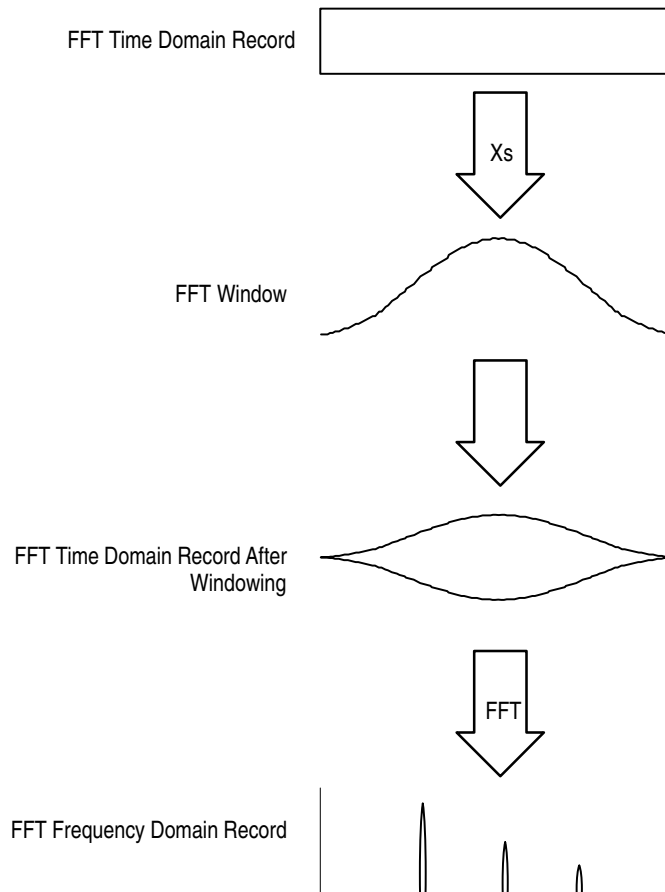 FFT Time Domain Record
Xs
FFT Window
FFT Time Domain Record After
Windowing
FFT
FFT Frequency Domain Record